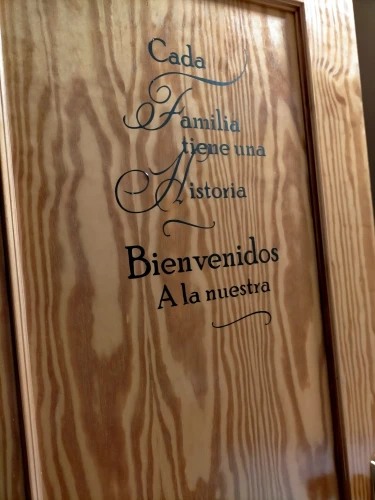 Cada
Familia
tiene una
Historia
Bienvenidos
A la nuestra